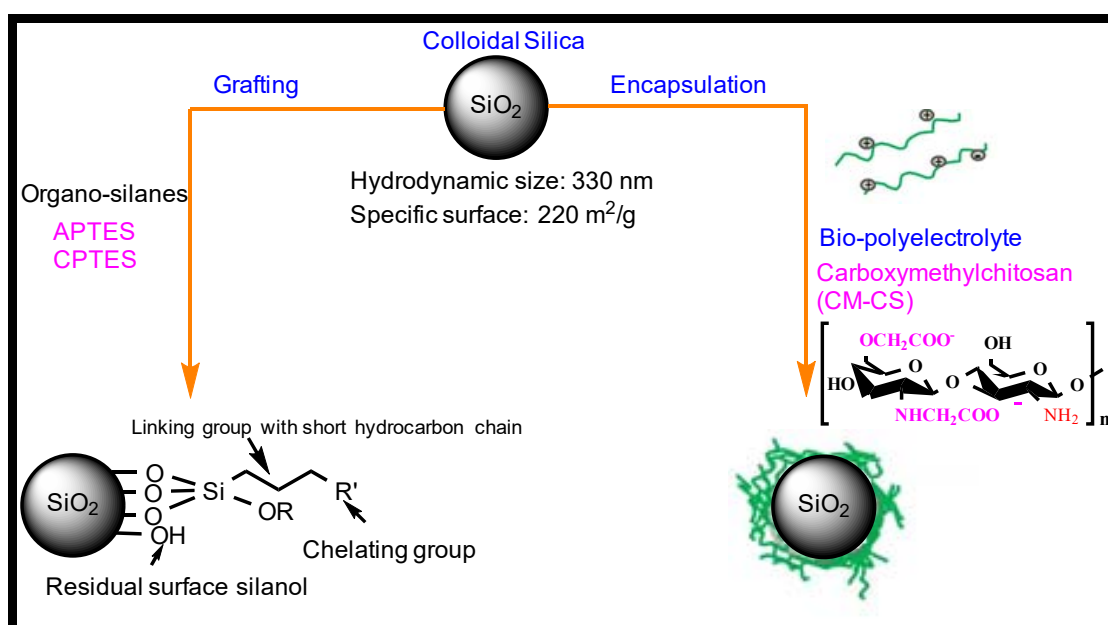 Colloidal Silica
Grafting
Encapsulation
SiO2
Hydrodynamic size: 330 nm
Specific surface: 220 m²/g
Organo-silanes
APTES
CPTES
+
+
+
-
+
Bio-polyelectrolyte
Carboxymethylchitosan
(CM-CS)
OCH2COO-
OH
O
O
HO
O
O
NHCH2COO-
NH2
n
Linking group with short hydrocarbon chain
SiO2
O
O
O
Si
R'
OR
OH
Chelating group
Residual surface silanol
SiO2